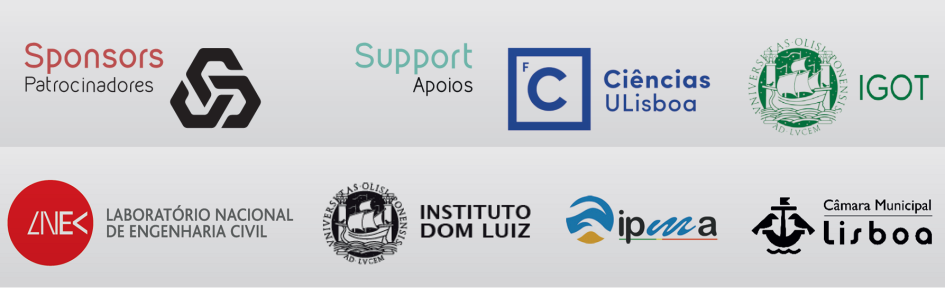 Sponsors
Patrocinadores
Support
Apoios
F
C
Ciências
ULisboa
UNIVERSITAS·OLISIPONENSIS
AD LVCEM
IGOT
LNEC
LABORATÓRIO NACIONAL
DE ENGENHARIA CIVIL
UNIVERSITAS·OLISIPONENSIS
AD LVCEM
INSTITUTO
DOM LUIZ
ipma
Câmara Municipal
Lisboa